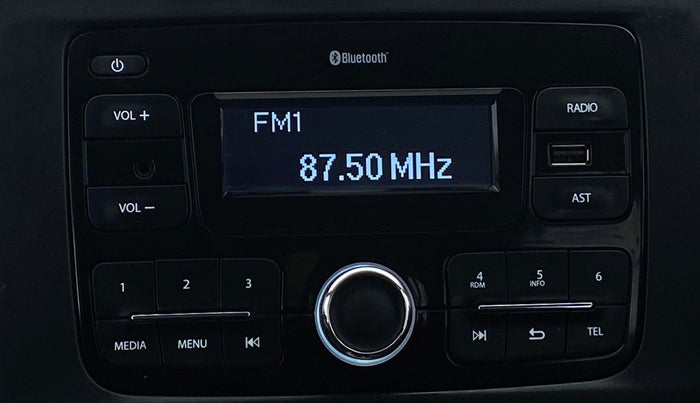 Bluetooth
VOL +
FM1
87.50 MHz
RADIO
VOL −
AST
1 2 3
4 5 6
RDM INFO
MEDIA MENU
TEL